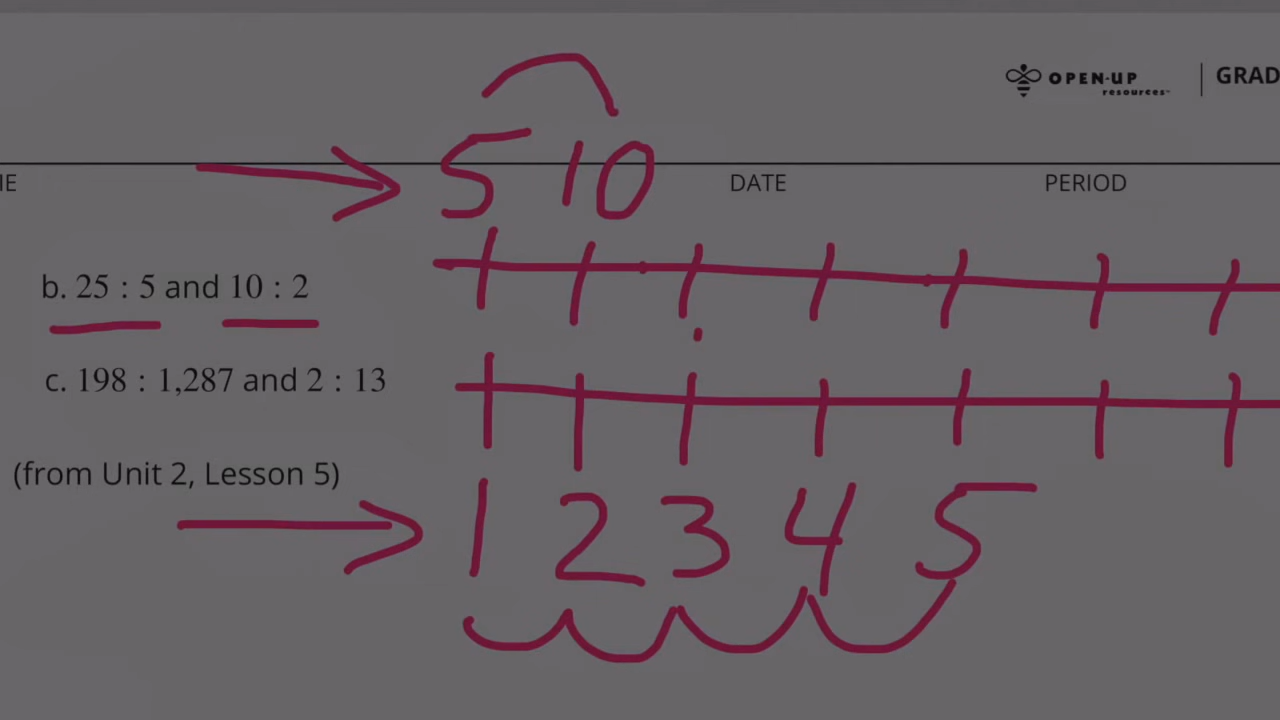 OPEN-UP resources™ | GRAD
5 10
IE DATE PERIOD
b. 25 : 5 and 10 : 2
c. 198 : 1,287 and 2 : 13
(from Unit 2, Lesson 5)
1 2 3 4 5